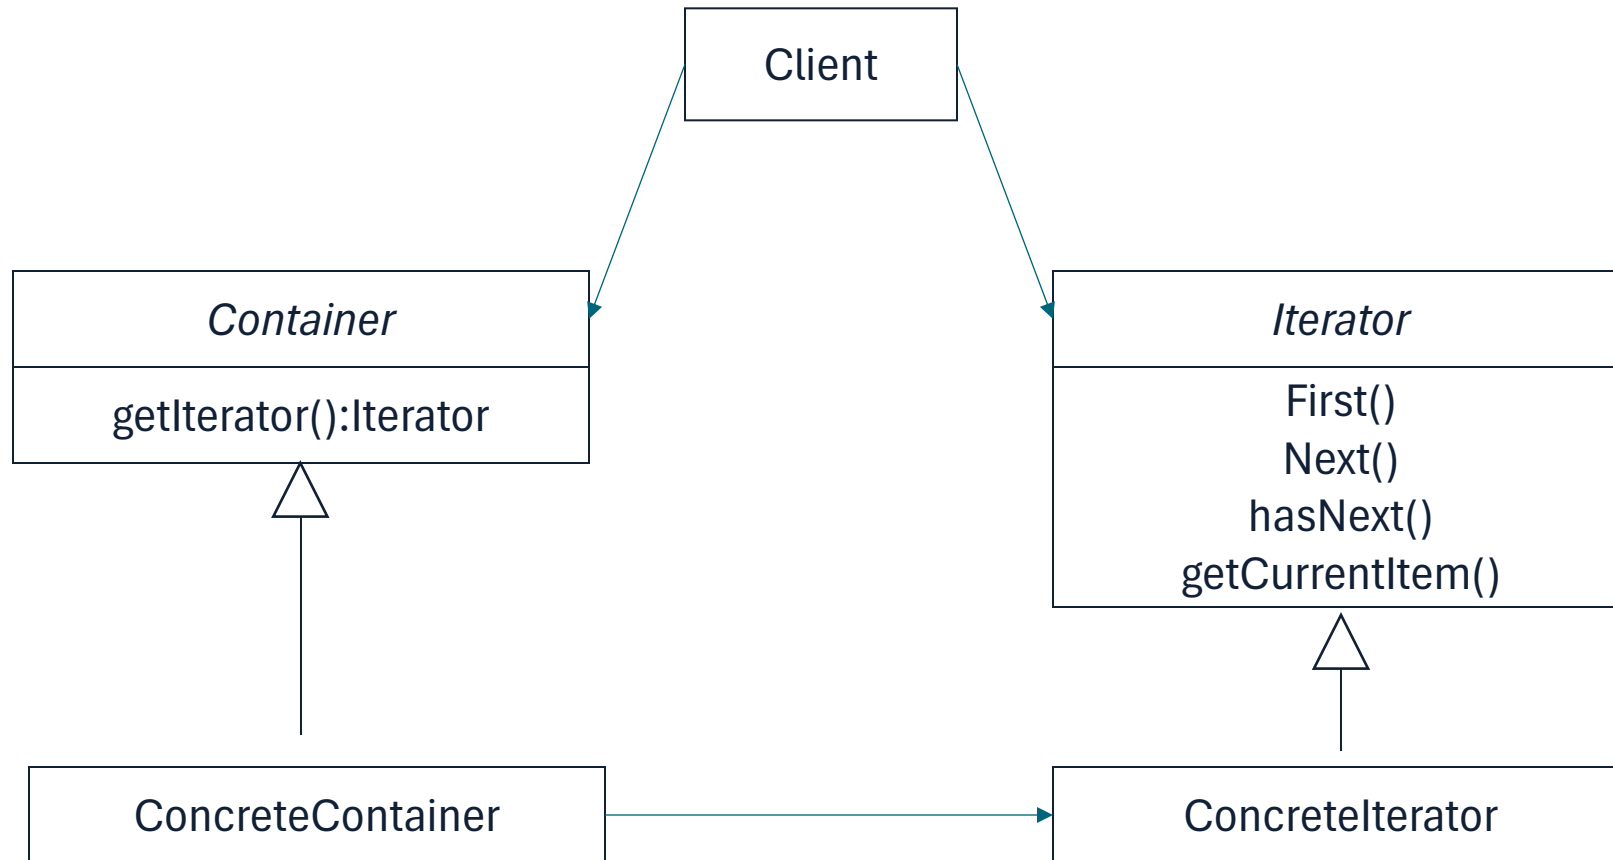 Client
Container
getIterator():Iterator
Iterator
First()
Next()
hasNext()
getCurrentItem()
ConcreteContainer
ConcreteIterator